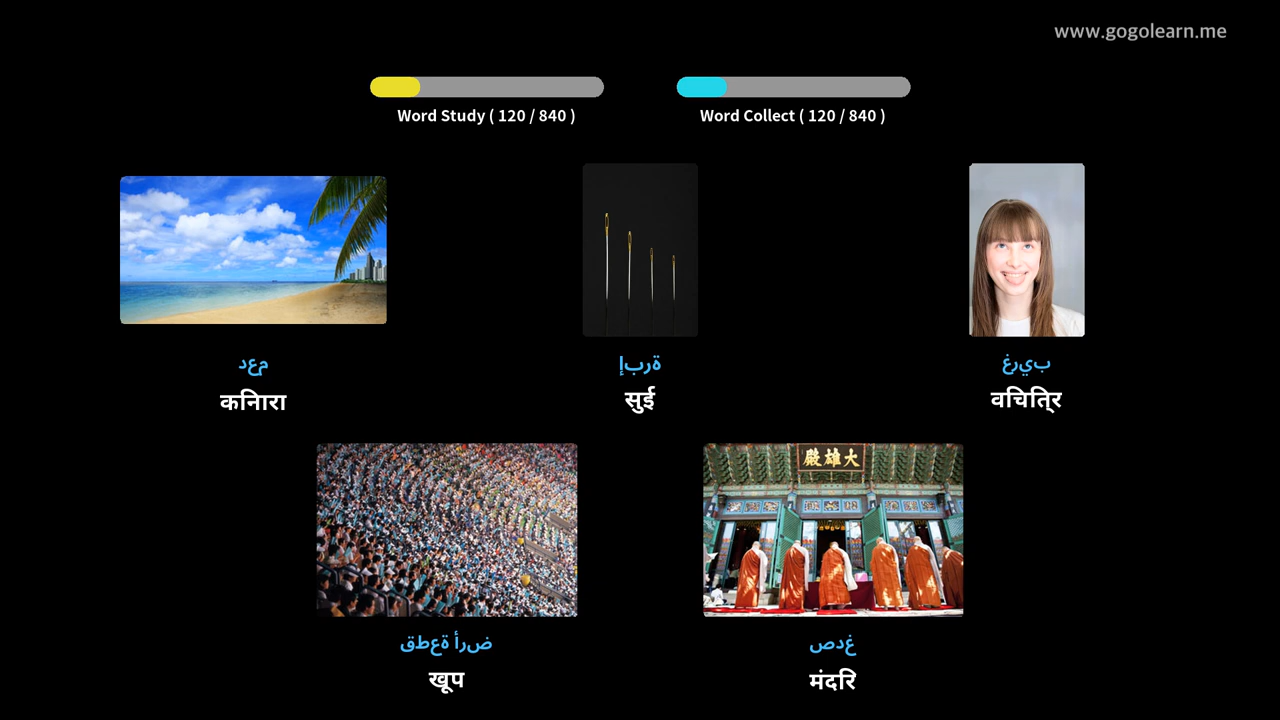 www.gogolearn.me
Word Study ( 120 / 840 )
Word Collect ( 120 / 840 )
معد
ةربإ
بيرغ
कनिारा
सुई
वचित्रि
ضرأ ةعطق
غدص
खूप
मंदरि
大雄殿